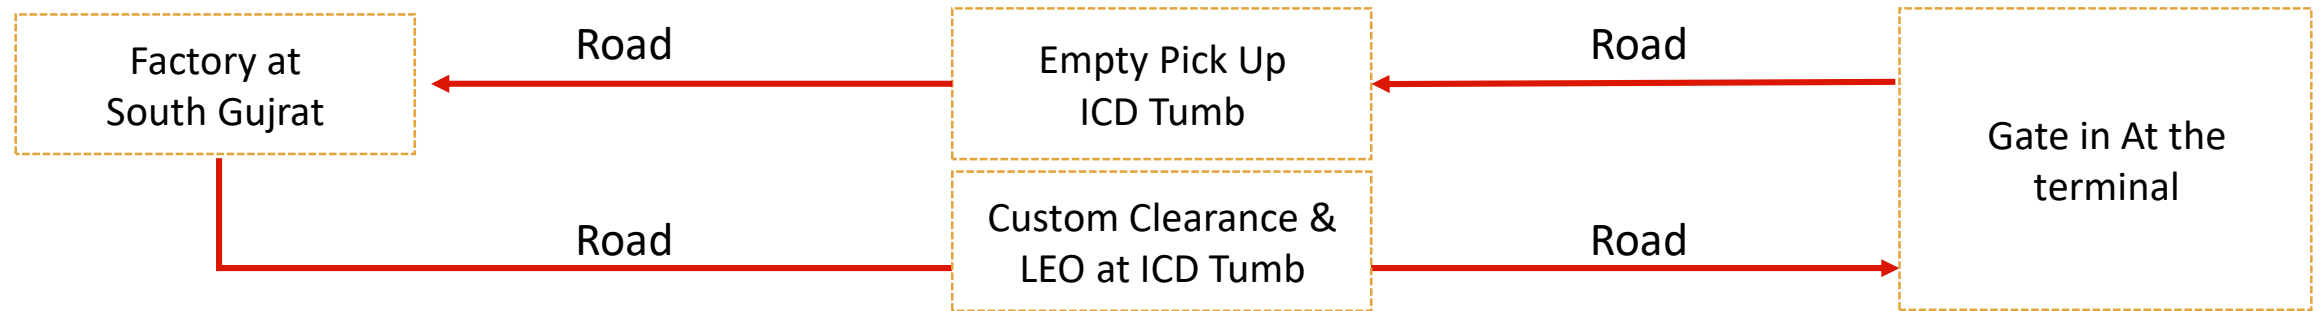 Factory at
South Gujrat
Road
Empty Pick Up
ICD Tumb
Road
Gate in At the
terminal
Road
Custom Clearance &
LEO at ICD Tumb
Road